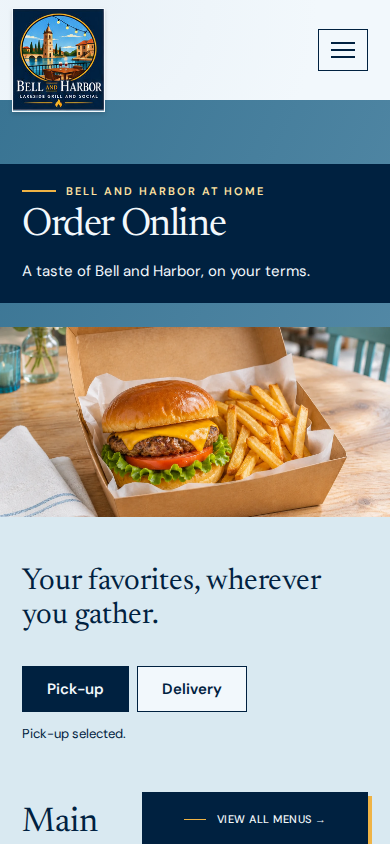 BELL AND HARBOR
LAKESIDE GRILL AND SOCIAL
BELL AND HARBOR AT HOME
Order Online
A taste of Bell and Harbor, on your terms.
Your favorites, wherever
you gather.
Pick-up
Delivery
Pick-up selected.
Main
VIEW ALL MENUS →